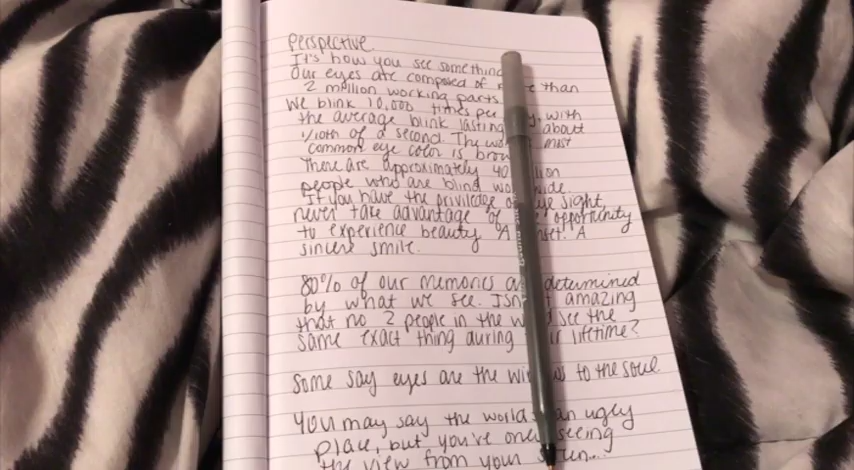 Perspective
It's how you see something
Our eyes are composed of than
2 million working parts
We blink 10,000 times with
the average blink lasting about
1/10th of a second. The most
common eye color is
There are approximately
people who are blind
If you have the priviledge sight
never take advantage of opportunity
to experience beauty. A A
sincere smile.
80% of our memories determined
by what we see. amazing
that no 2 people in the see the
same exact thing during lifetime?
Some say eyes are the to the soul
You may say the world an ugly
place, but you've seeing
the view from your